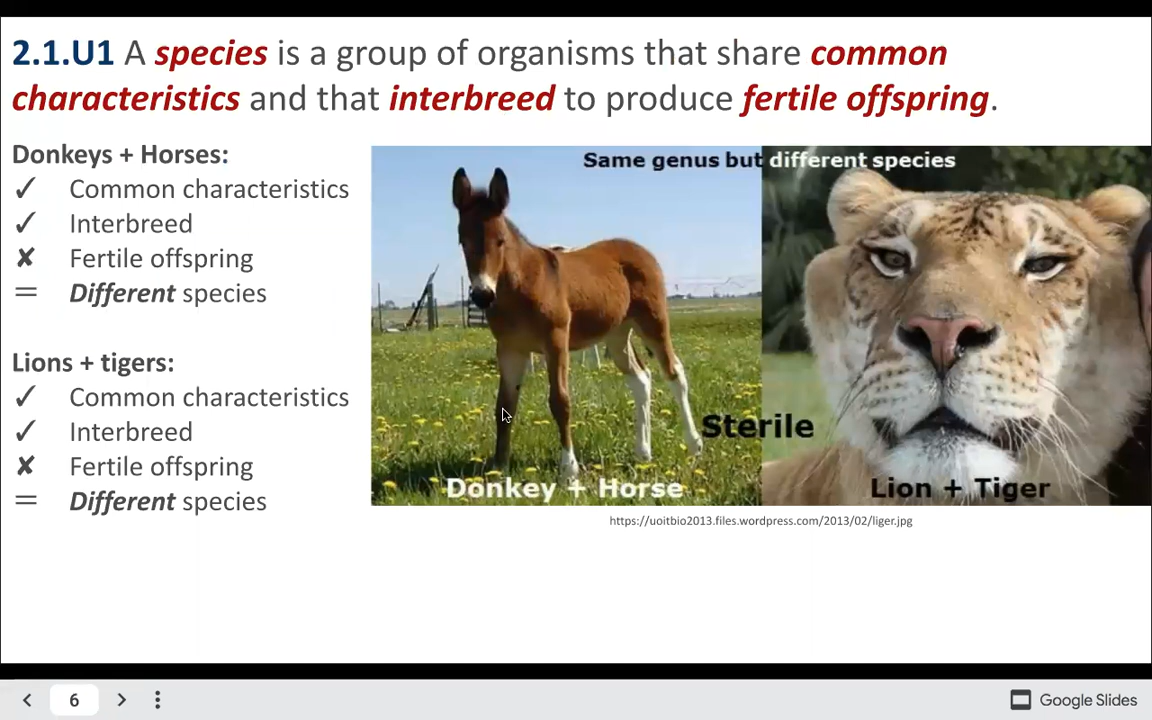 2.1.U1 A species is a group of organisms that share common
characteristics and that interbreed to produce fertile offspring.
Donkeys + Horses:
✓ Common characteristics
✓ Interbreed
✘ Fertile offspring
= Different species
Lions + tigers:
✓ Common characteristics
✓ Interbreed
✘ Fertile offspring
= Different species
Same genus but different species
Sterile
Donkey + Horse
Lion + Tiger
https://uoitbio2013.files.wordpress.com/2013/02/liger.jpg
6
Google Slides